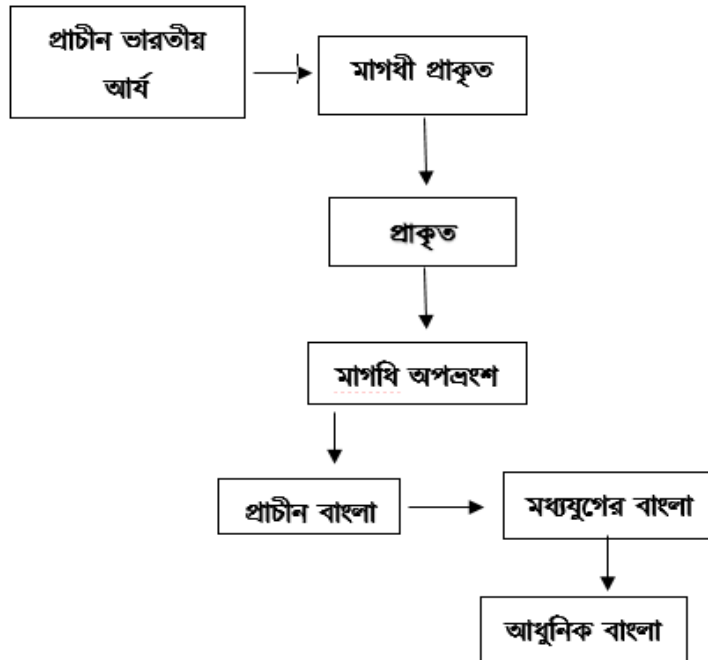 প্রাচীন ভারতীয়
আর্য
মাগধী প্রাকৃত
প্রাকৃত
মাগধি অপভ্রংশ
প্রাচীন বাংলা
মধ্যযুগের বাংলা
আধুনিক বাংলা